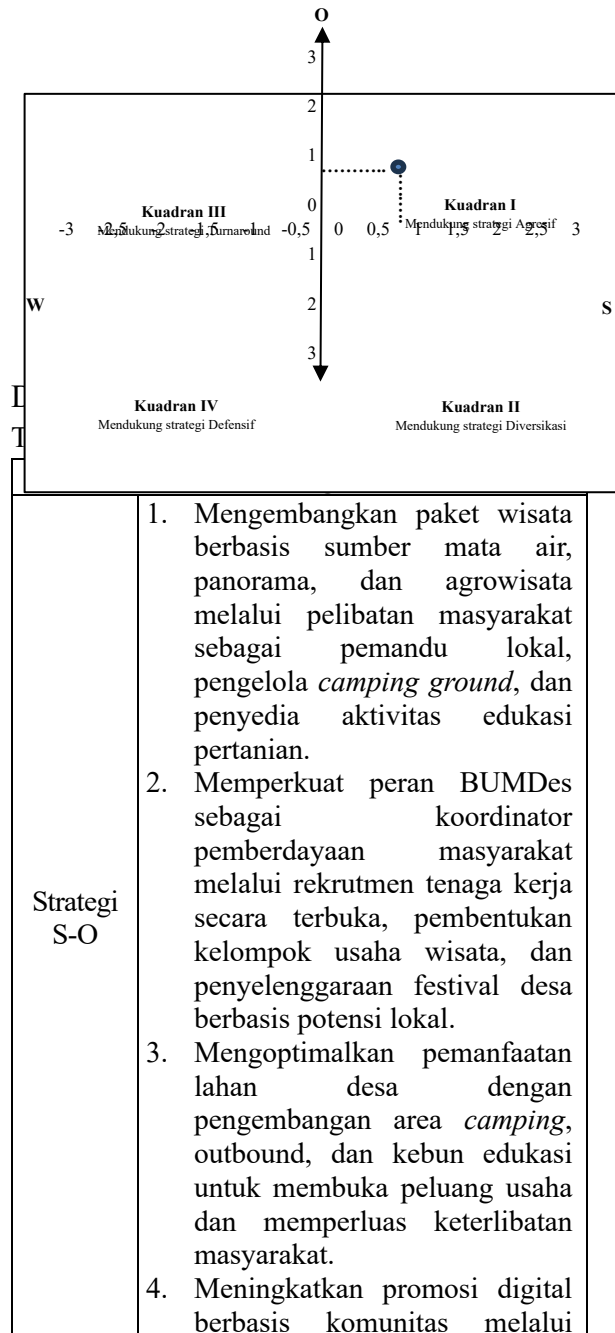 O
3
2
1
0
Kuadran III
Kuadran I
Mendukung strategi Turnaround
Mendukung strategi Agresif
-3 -2,5 -2 -1,5 -1 -0,5 0 0,5 1 1,5 2 2,5 3
1
W
2
S
3
Kuadran IV
Kuadran II
Mendukung strategi Defensif
Mendukung strategi Diversikasi
Strategi
S-O
1. Mengembangkan paket wisata
berbasis sumber mata air,
panorama, dan agrowisata
melalui pelibatan masyarakat
sebagai pemandu lokal,
pengelola camping ground, dan
penyedia aktivitas edukasi
pertanian.
2. Memperkuat peran BUMDes
sebagai koordinator
pemberdayaan masyarakat
melalui rekrutmen tenaga kerja
secara terbuka, pembentukan
kelompok usaha wisata, dan
penyelenggaraan festival desa
berbasis potensi lokal.
3. Mengoptimalkan pemanfaatan
lahan desa dengan
pengembangan area camping,
outbound, dan kebun edukasi
untuk membuka peluang usaha
dan memperluas keterlibatan
masyarakat.
4. Meningkatkan promosi digital
berbasis komunitas melalui